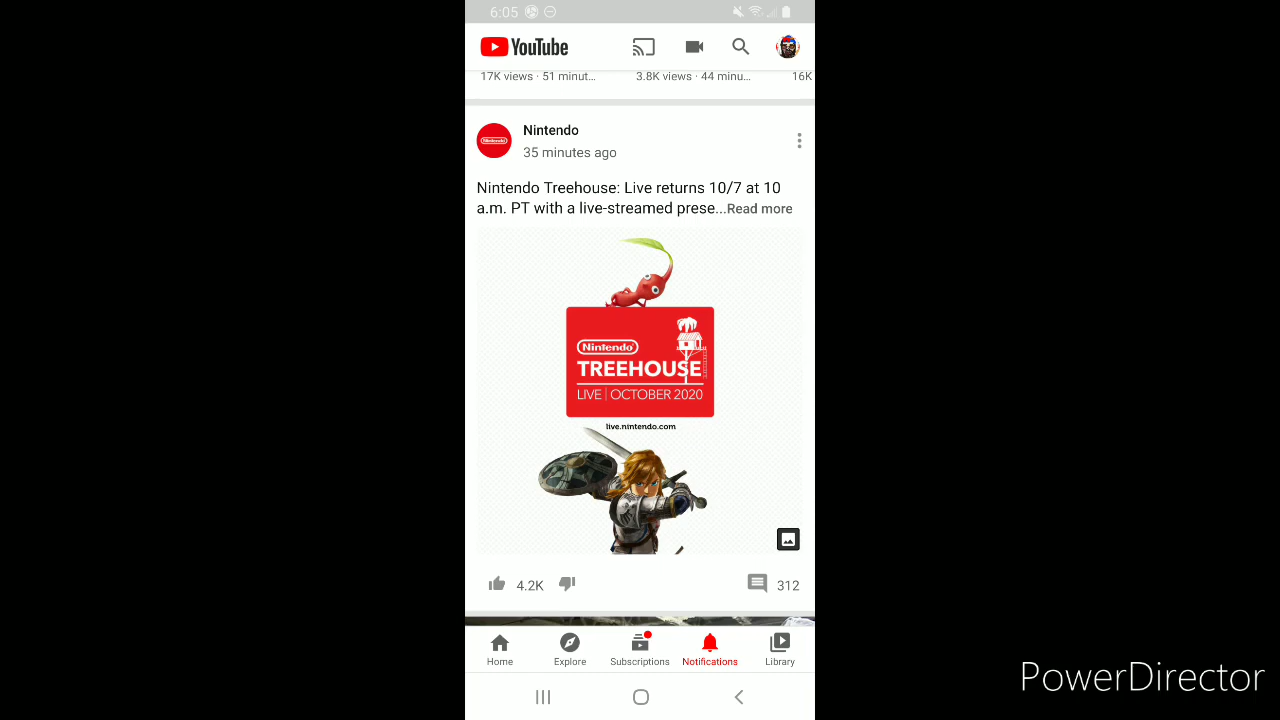 6:05
YouTube
17K views · 51 minut...
3.8K views · 44 minu...
16K
Nintendo
Nintendo
35 minutes ago
Nintendo Treehouse: Live returns 10/7 at 10
a.m. PT with a live-streamed prese...Read more
Nintendo
TREEHOUSE
LIVE | OCTOBER 2020
live.nintendo.com
4.2K
312
Home
Explore
Subscriptions
Notifications
Library
PowerDirector